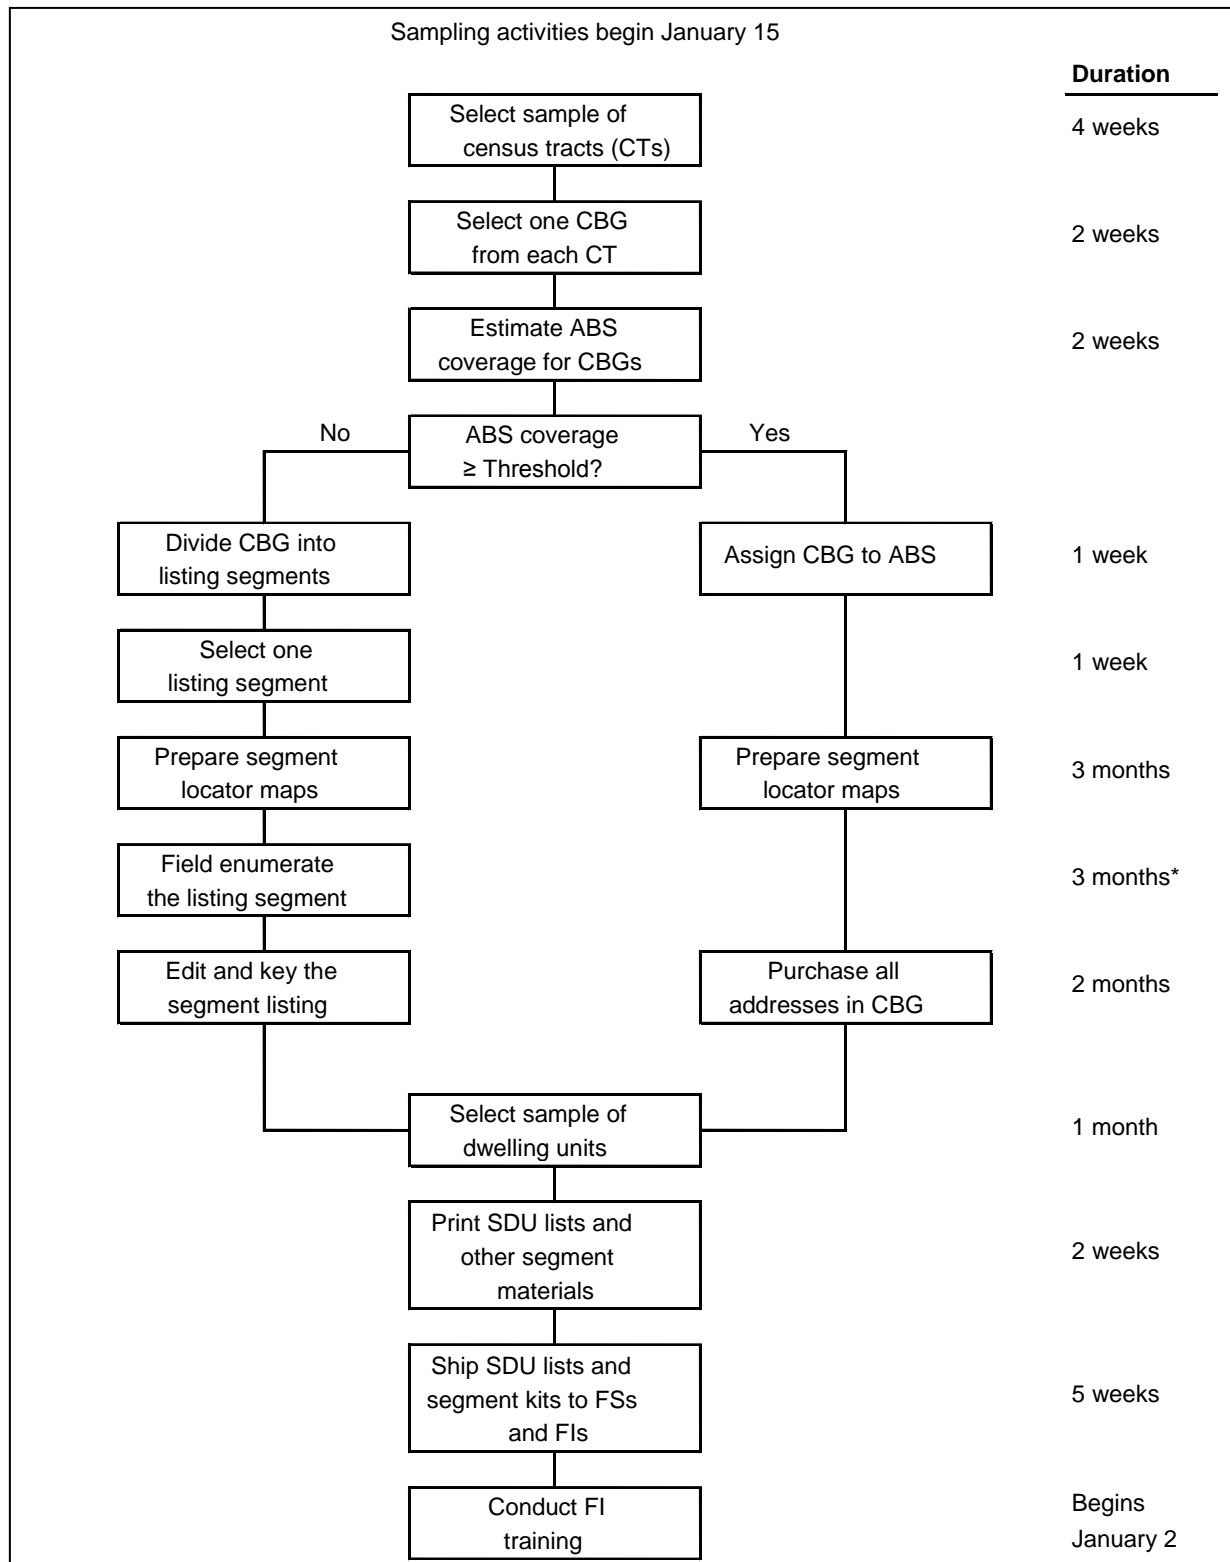 Sampling activities begin January 15
Duration
Select sample of
census tracts (CTs)
4 weeks
Select one CBG
from each CT
2 weeks
Estimate ABS
coverage for CBGs
2 weeks
No
ABS coverage
≥ Threshold?
Yes
Divide CBG into
listing segments
Assign CBG to ABS
1 week
Select one
listing segment
1 week
Prepare segment
locator maps
Prepare segment
locator maps
3 months
Field enumerate
the listing segment
3 months*
Edit and key the
segment listing
Purchase all
addresses in CBG
2 months
Select sample of
dwelling units
1 month
Print SDU lists and
other segment
materials
2 weeks
Ship SDU lists and
segment kits to FSs
and FIs
5 weeks
Conduct FI
training
Begins
January 2